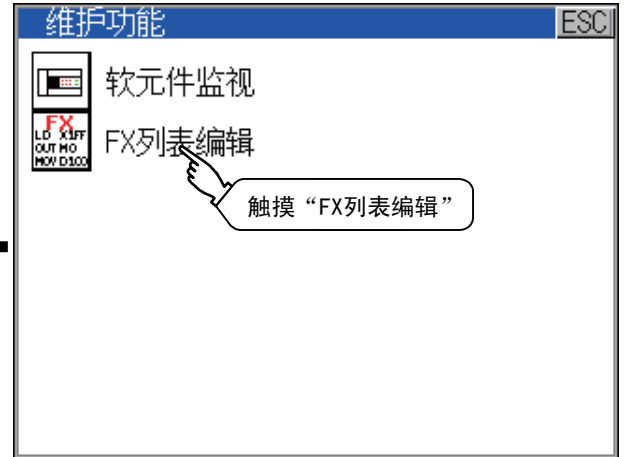 维护功能 ESC
软元件监视
FX
LD X1FF
OUT M0
MOV D100
FX列表编辑
触摸“FX列表编辑”